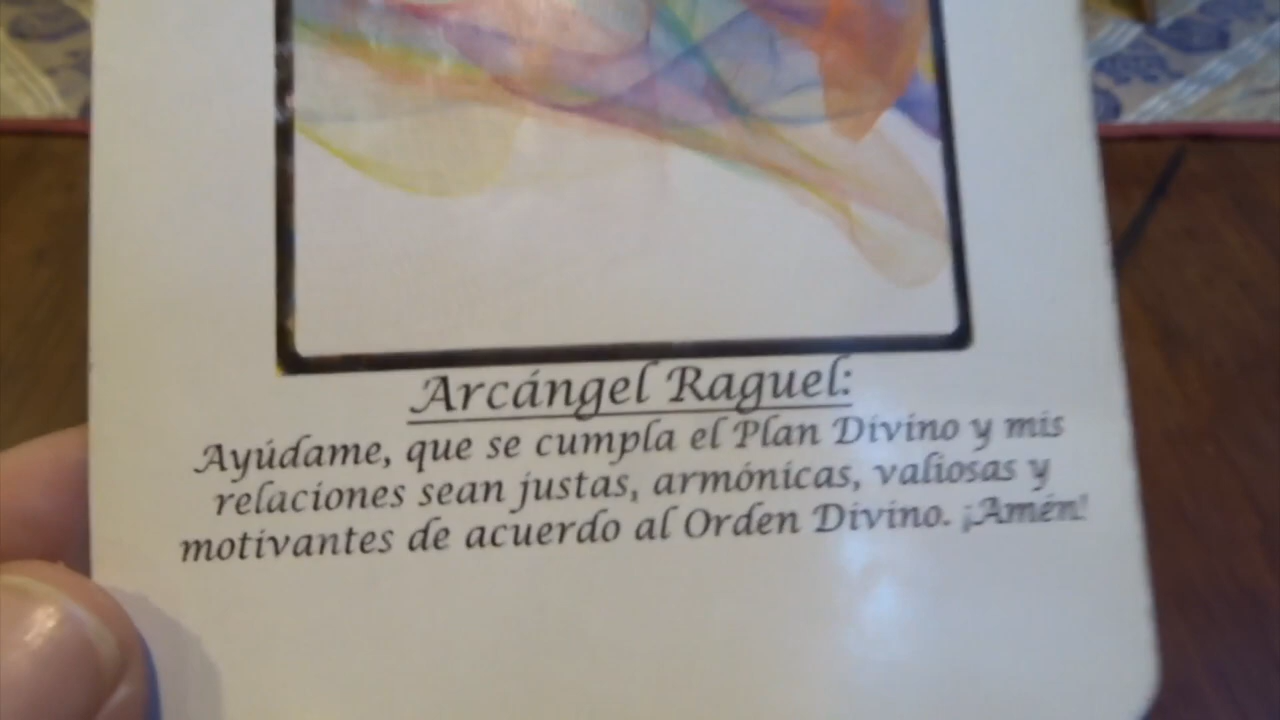 Arcángel Raguel:
Ayúdame, que se cumpla el Plan Divino y mis
relaciones sean justas, armónicas, valiosas y
motivantes de acuerdo al Orden Divino. ¡Amén!